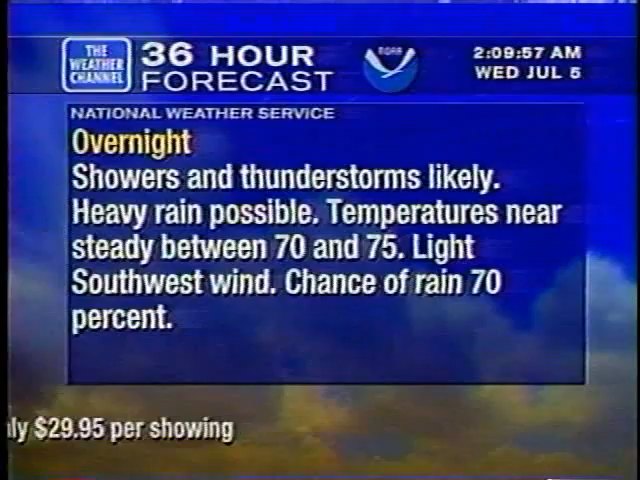 THE
WEATHER
CHANNEL
36 HOUR
FORECAST
NOAA
2:09:57 AM
WED JUL 5
NATIONAL WEATHER SERVICE
Overnight
Showers and thunderstorms likely.
Heavy rain possible. Temperatures near
steady between 70 and 75. Light
Southwest wind. Chance of rain 70
percent.
ly $29.95 per showing